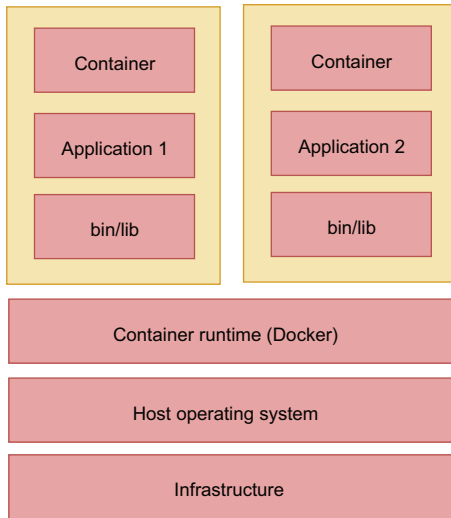 Container
Application 1
bin/lib
Container
Application 2
bin/lib
Container runtime (Docker)
Host operating system
Infrastructure